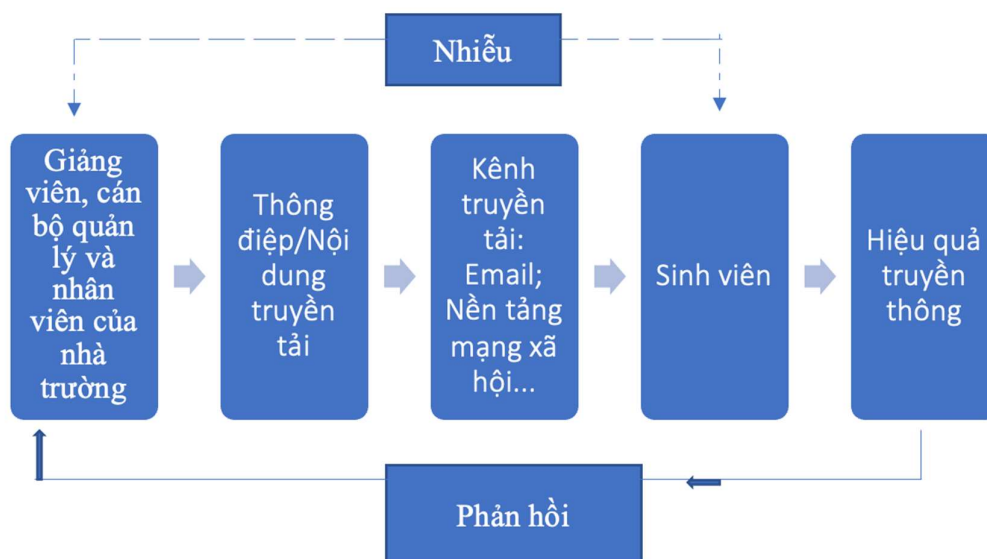 Nhiễu
Giảng
viên, cán
bộ quản
lý và
nhân
viên của
nhà
trường
Thông
điệp/Nội
dung
truyền
tải
Kênh
truyền
tải:
Email;
Nền tảng
mạng xã
hội...
Sinh viên
Hiệu quả
truyền
thông
Phản hồi